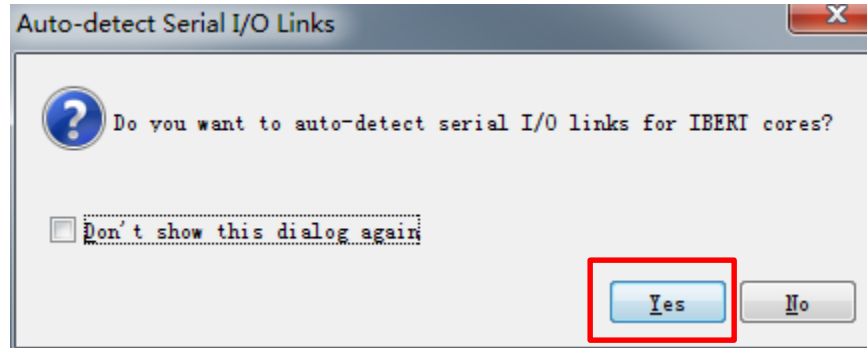 Auto-detect Serial I/O Links
Do you want to auto-detect serial I/O links for IBERT cores?
Don't show this dialog again
Yes
No